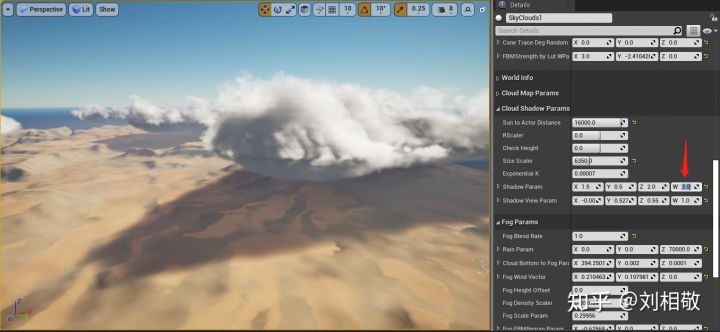 Perspective Lit Show 10 10° 0.25 8
Details
SkyClouds1
Search Details
Cone Trace Deg Random X 0.0 Y 0.0 Z 0.0
FBMStrength by Lut WPa X 3.0 Y -2.410426 Z 0.0
World Info
Cloud Map Params
Cloud Shadow Params
Sun to Actor Distance 16000.0
RScaler 0.0
Check Height 0.0
Size Scaler 6350.0
Exponential K 0.00007
Shadow Param X 1.5 Y 0.5 Z 2.0 W 3.0
Shadow View Param X -0.00 Y 0.527 Z 0.55 W 1.0
Fog Params
Fog Blend Rate 1.0
Rain Param X 0.0 Y 0.0 Z 70000.0
Cloud Bottom to Fog Para X 294.2501 Y 0.002 Z 0.0001
Fog Wind Vector X 0.210463 Y 0.197981 Z 0.0
Fog Height Offset 0.0
Fog Density Scaler
Fog Scale Param 0.29956
知乎 @刘相敬